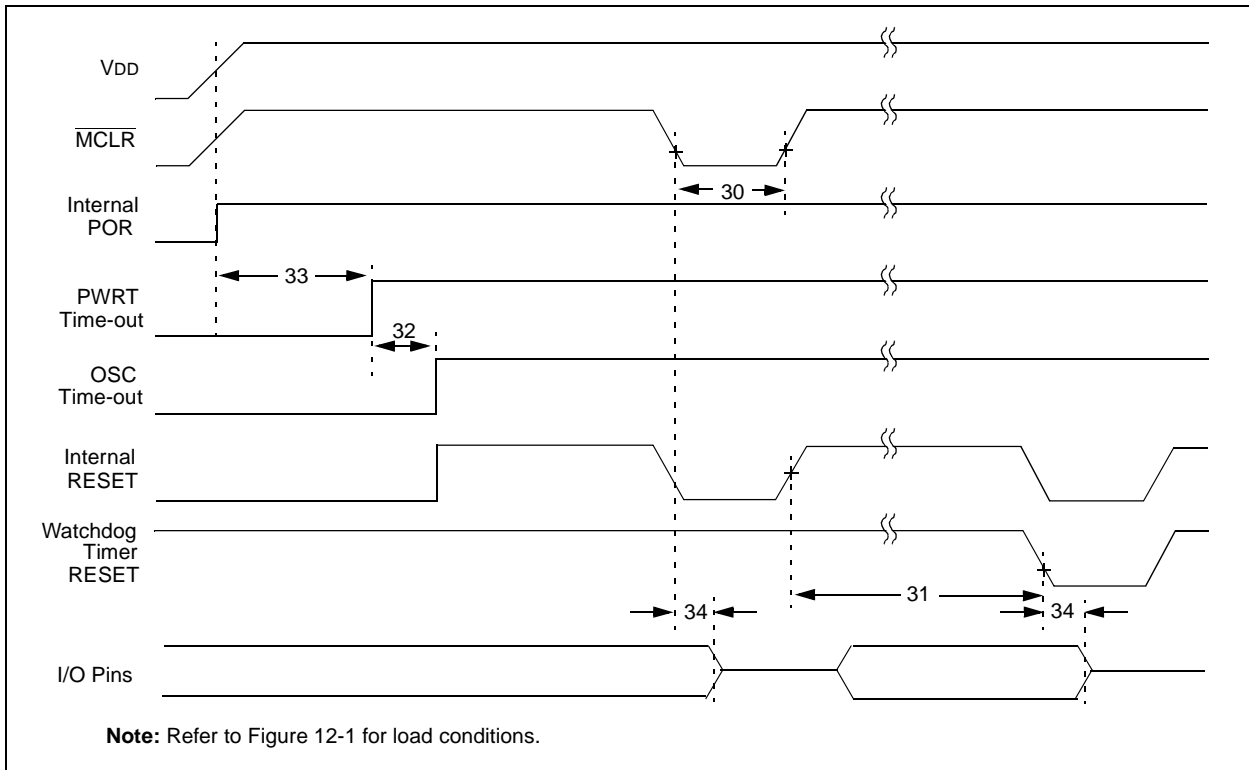 VDD
MCLR
30
Internal
POR
33
PWRT
Time-out
32
OSC
Time-out
Internal
RESET
Watchdog
Timer
RESET
31
34
34
I/O Pins
Note: Refer to Figure 12-1 for load conditions.